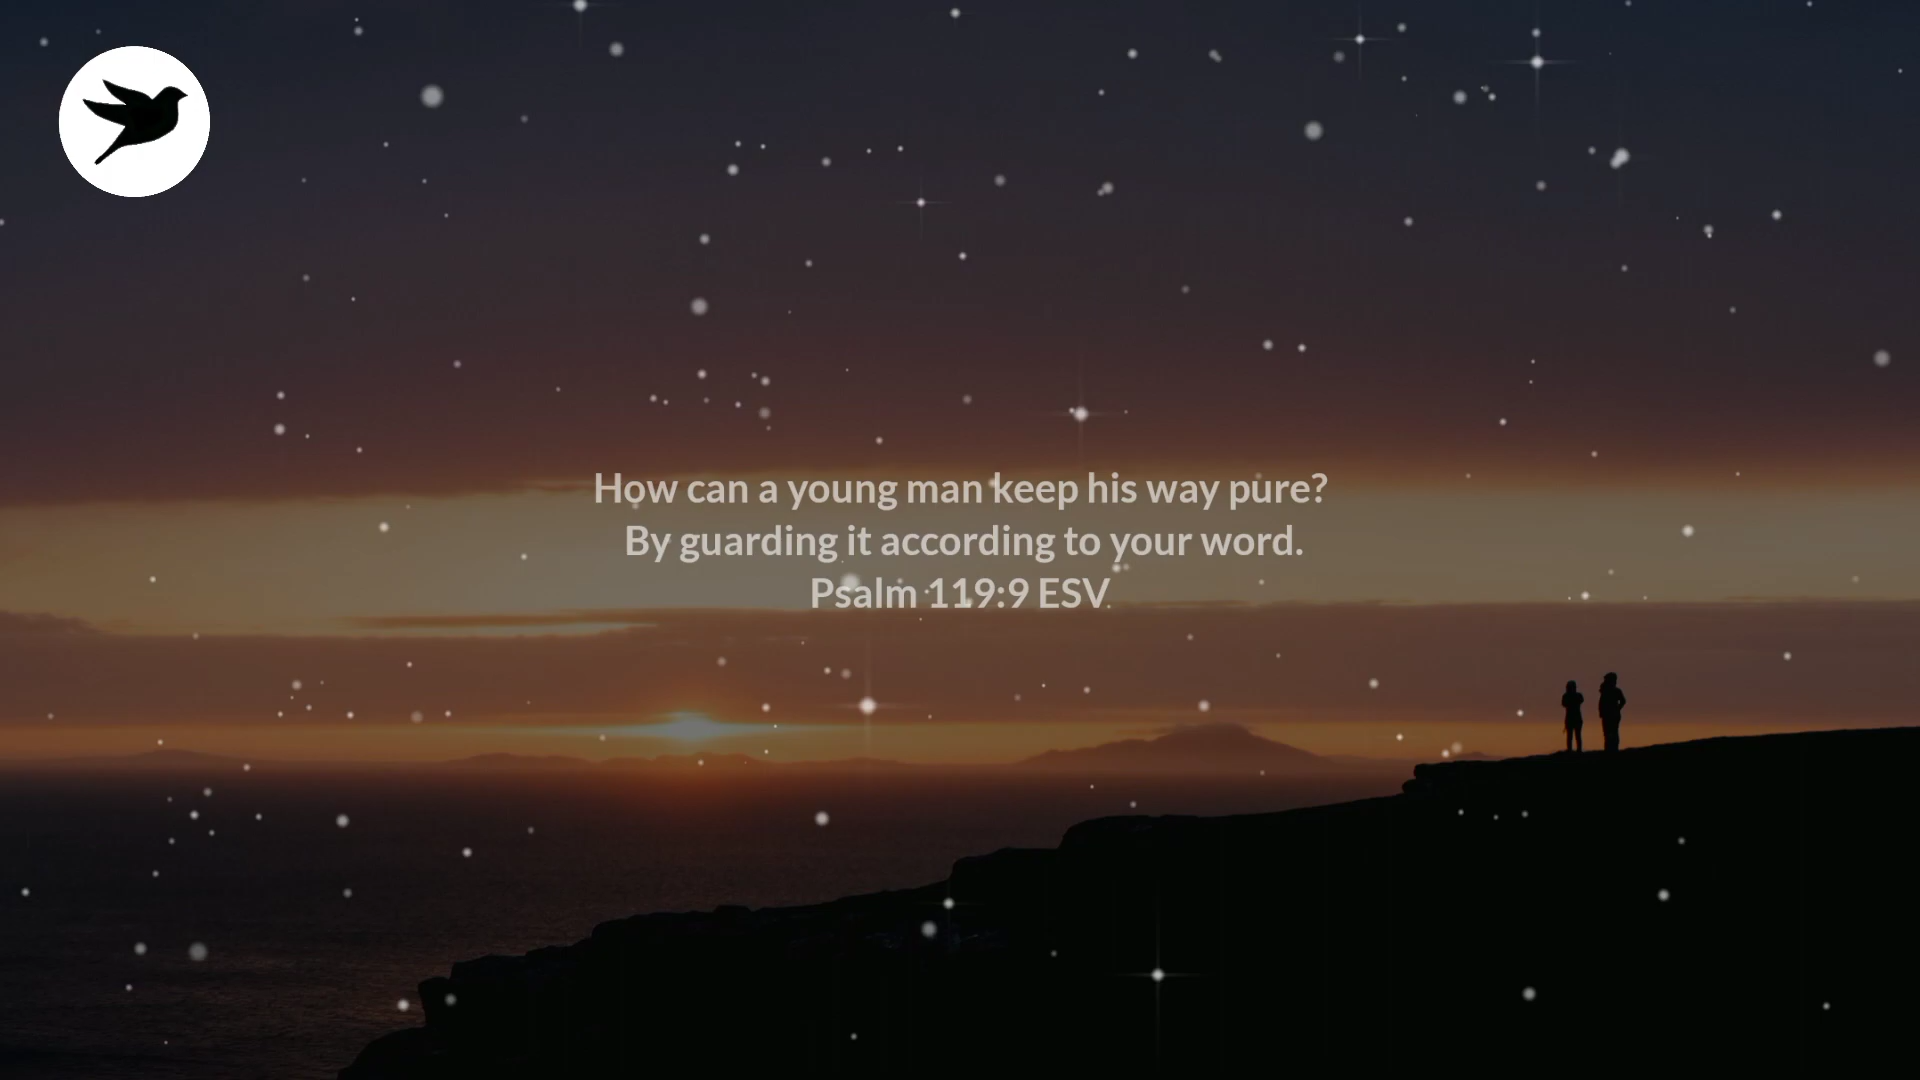 How can a young man keep his way pure?
By guarding it according to your word.
Psalm 119:9 ESV